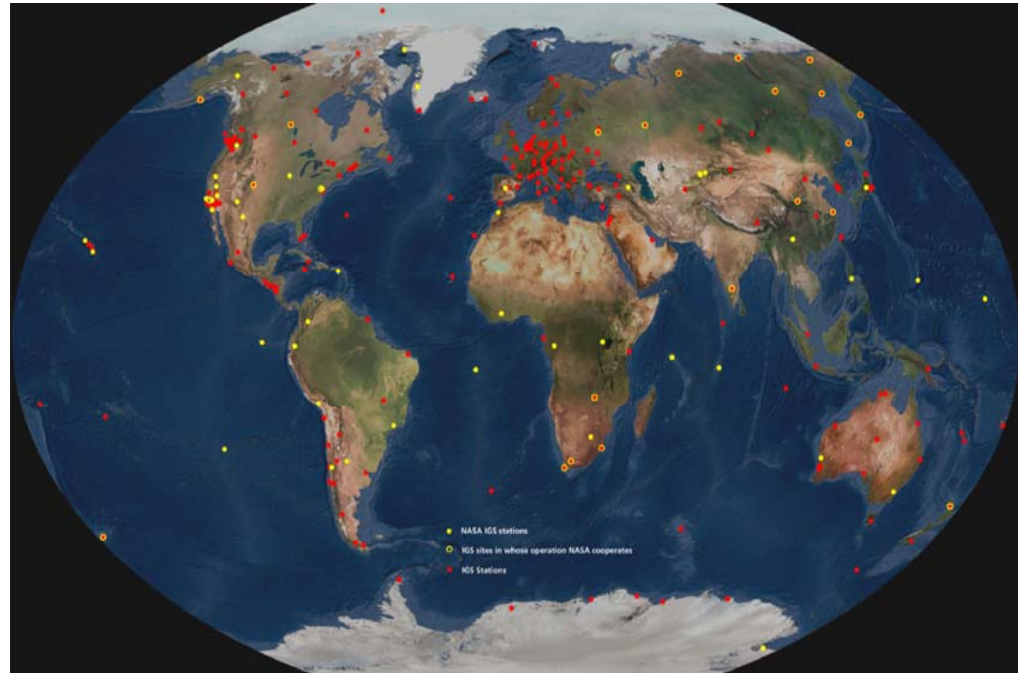 NASA IGS stations
IGS sites in whose operation NASA cooperates
IGS Stations